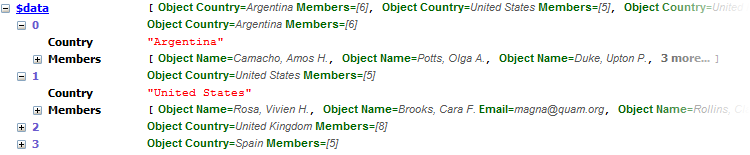 $data [ Object Country=Argentina Members=[6], Object Country=United States Members=[5], Object Country=United
0 Object Country=Argentina Members=[6]
Country "Argentina"
Members [ Object Name=Camacho, Amos H., Object Name=Potts, Olga A., Object Name=Duke, Upton P., 3 more... ]
1 Object Country=United States Members=[5]
Country "United States"
Members [ Object Name=Rosa, Vivien H., Object Name=Brooks, Cara F. Email=magna@quam.org, Object Name=Rollins,
2 Object Country=United Kingdom Members=[8]
3 Object Country=Spain Members=[5]